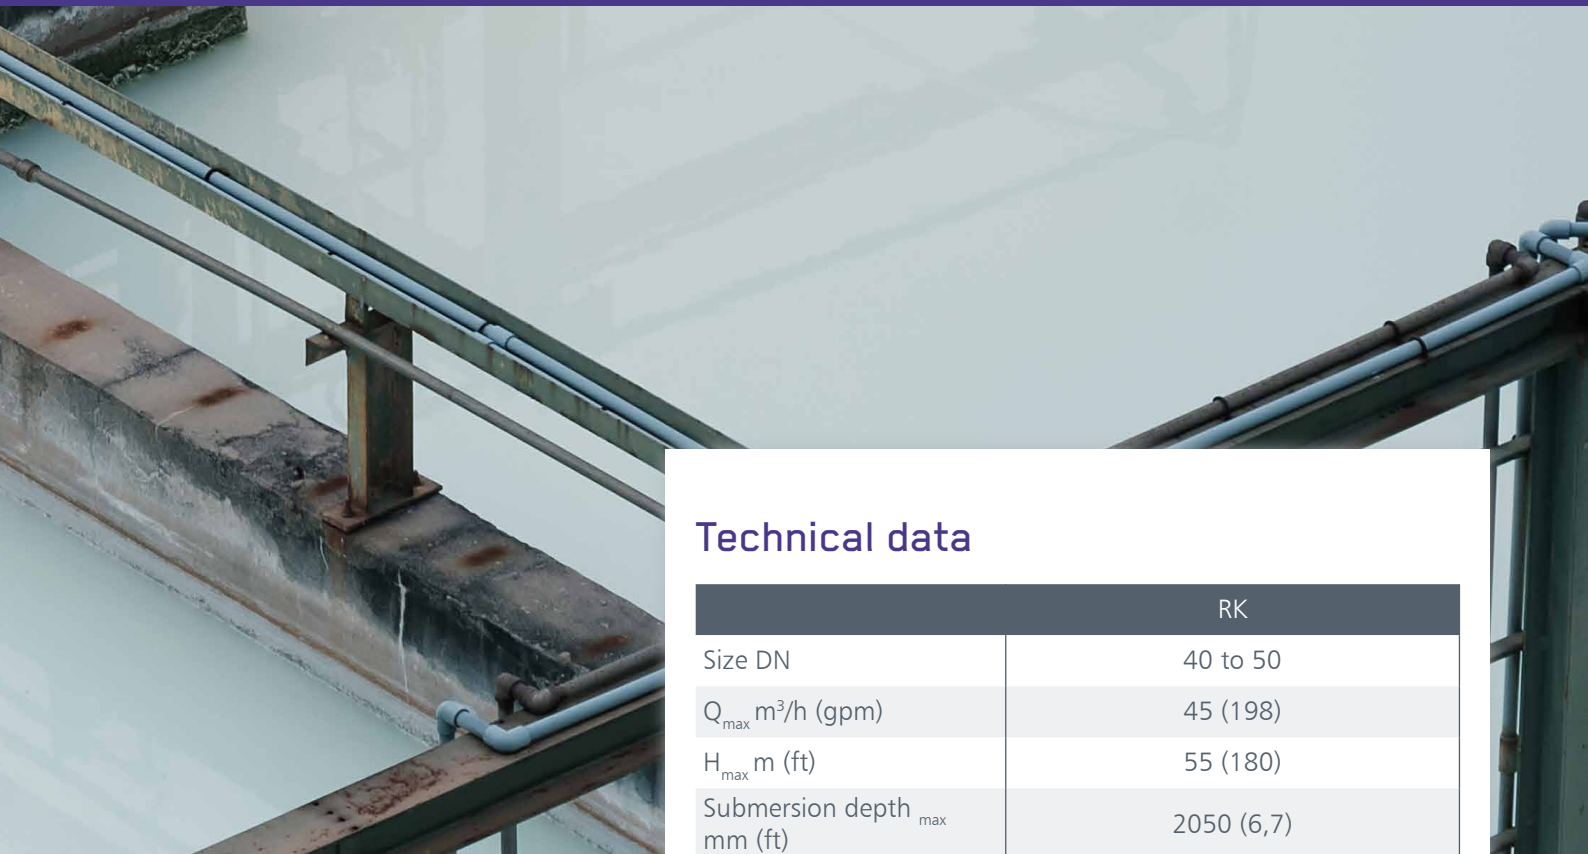 Technical data
RK
Size DN 40 to 50
Qmax m³/h (gpm) 45 (198)
Hmax m (ft) 55 (180)
Submersion depth max
mm (ft) 2050 (6,7)